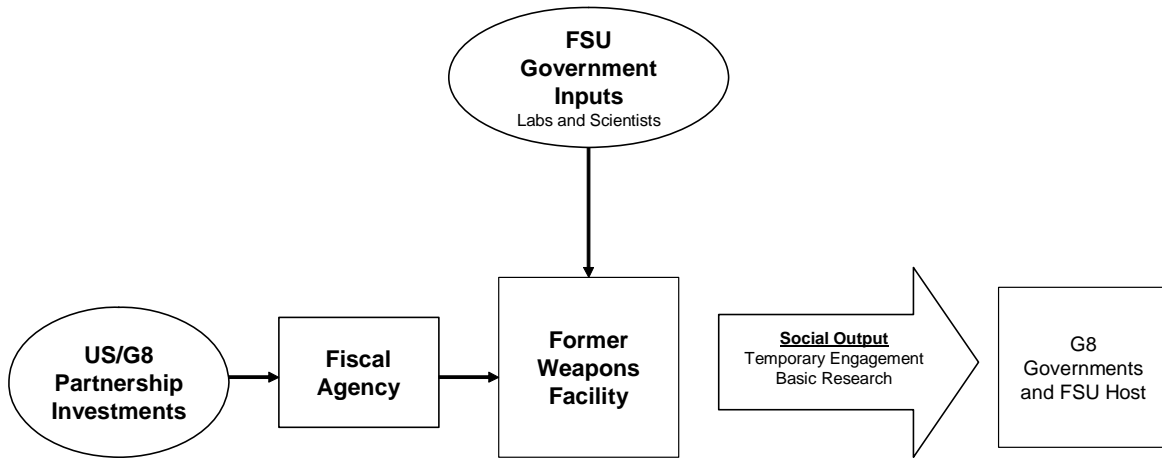 FSU
Government
Inputs
Labs and Scientists
US/G8
Partnership
Investments
Fiscal
Agency
Former
Weapons
Facility
Social Output
Temporary Engagement
Basic Research
G8
Governments
and FSU Host